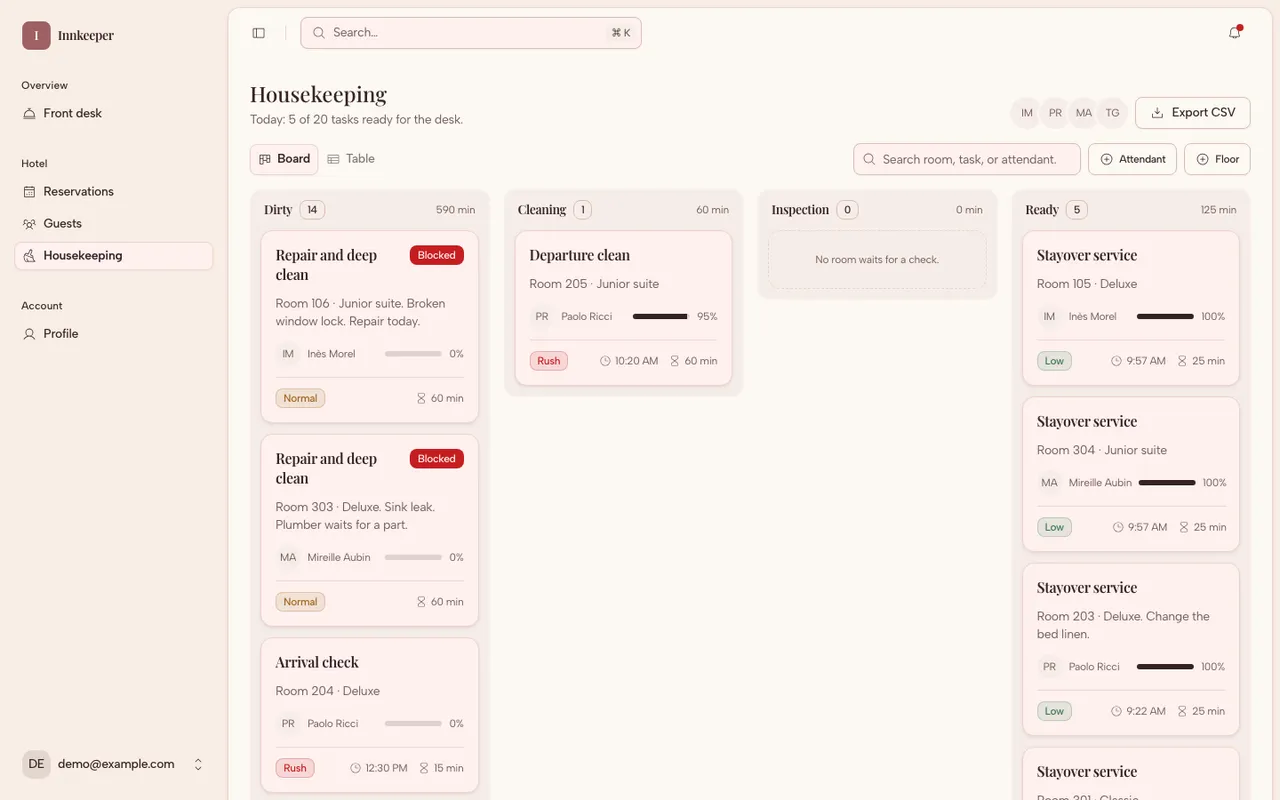 I
Innkeeper
Overview
Front desk
Hotel
Reservations
Guests
Housekeeping
Account
Profile
DE
demo@example.com
Search...
⌘ K
Housekeeping
Today: 5 of 20 tasks ready for the desk.
IM
PR
MA
TG
Export CSV
Board
Table
Search room, task, or attendant.
Attendant
Floor
Dirty 14 590 min
Repair and deep
clean
Blocked
Room 106 · Junior suite. Broken
window lock. Repair today.
IM Inès Morel 0%
Normal 60 min
Repair and deep
clean
Blocked
Room 303 · Deluxe. Sink leak.
Plumber waits for a part.
MA Mireille Aubin 0%
Normal 60 min
Arrival check
Room 204 · Deluxe
PR Paolo Ricci 0%
Rush 12:30 PM 15 min
Cleaning 1 60 min
Departure clean
Room 205 · Junior suite
PR Paolo Ricci 95%
Rush 10:20 AM 60 min
Inspection 0 0 min
No room waits for a check.
Ready 5 125 min
Stayover service
Room 105 · Deluxe
IM Inès Morel 100%
Low 9:57 AM 25 min
Stayover service
Room 304 · Junior suite
MA Mireille Aubin 100%
Low 9:57 AM 25 min
Stayover service
Room 203 · Deluxe. Change the
bed linen.
PR Paolo Ricci 100%
Low 9:22 AM 25 min
Stayover service
Room 301 · Classic